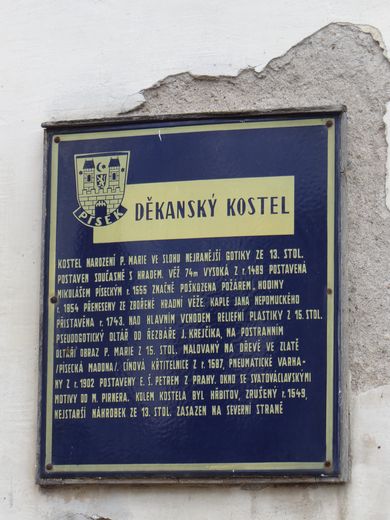 PÍSEK
DĚKANSKÝ KOSTEL
KOSTEL NAROZENÍ P. MARIE VE SLOHU NEJRANĚJŠÍ GOTIKY ZE 13. STOL.
POSTAVEN SOUČASNĚ S HRADEM. VĚŽ 74m VYSOKÁ Z r. 1489 POSTAVENÁ
MIKOLÁŠEM PÍSECKÝM r. 1555 ZNAČNĚ POŠKOZENA POŽÁREM. HODINY
r. 1854 PŘENESENY ZE ZBOŘENÉ HRADNÍ VĚŽE. KAPLE JANA NEPOMUCKÉHO
PŘISTAVĚNA r. 1743. NAD HLAVNÍM VCHODEM RELIEFNÍ PLASTIKY Z 15. STOL.
PSEUDOGOTICKÝ OLTÁŘ OD ŘEZBÁŘE J. KREJČÍKA, NA POSTRANNÍM
OLTÁŘI OBRAZ P. MARIE Z 15. STOL. MALOVANÝ NA DŘEVĚ VE ZLATĚ
/PÍSECKÁ MADONA/. CÍNOVÁ KŘTITELNICE Z r. 1587, PNEUMATICKÉ VARHA-
NY Z r. 1902 POSTAVENY E. Š. PETREM Z PRAHY. OKNO SE SVATOVÁCLAVSKÝMI
MOTIVY OD M. PIRNERA. KOLEM KOSTELA BYL HŘBITOV, ZRUŠENÝ r. 1549,
NEJSTARŠÍ NÁHROBEK ZE 13. STOL. ZASAZEN NA SEVERNÍ STRANĚ